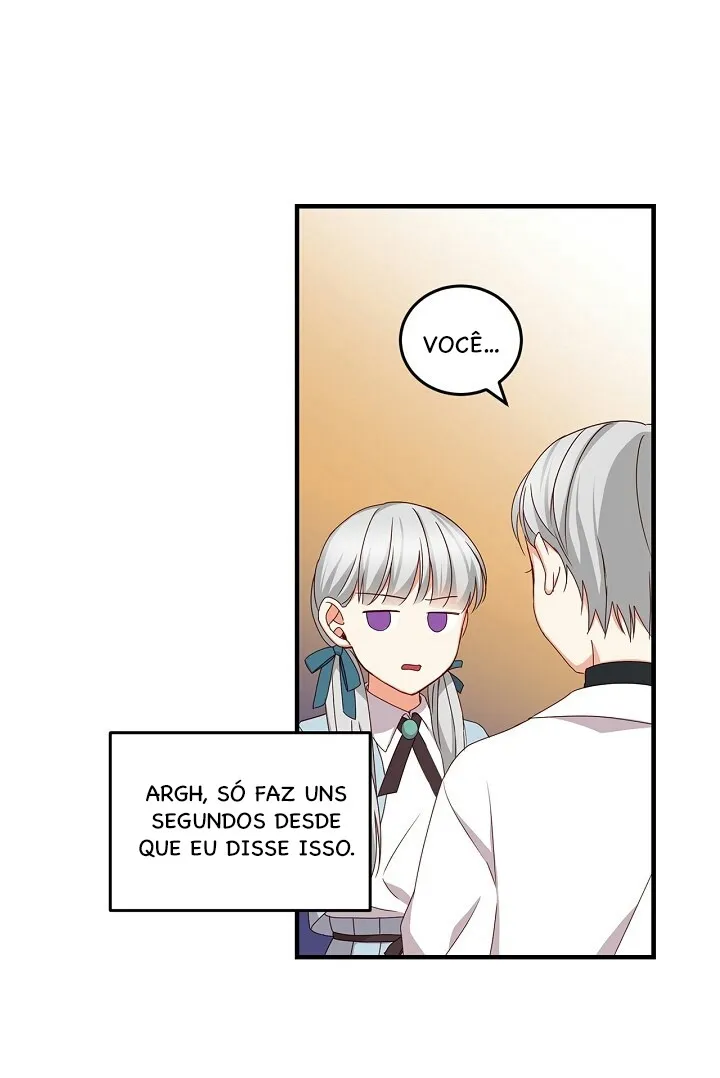 VOCÊ...
ARGH, SÓ FAZ UNS
SEGUNDOS DESDE
QUE EU DISSE ISSO.